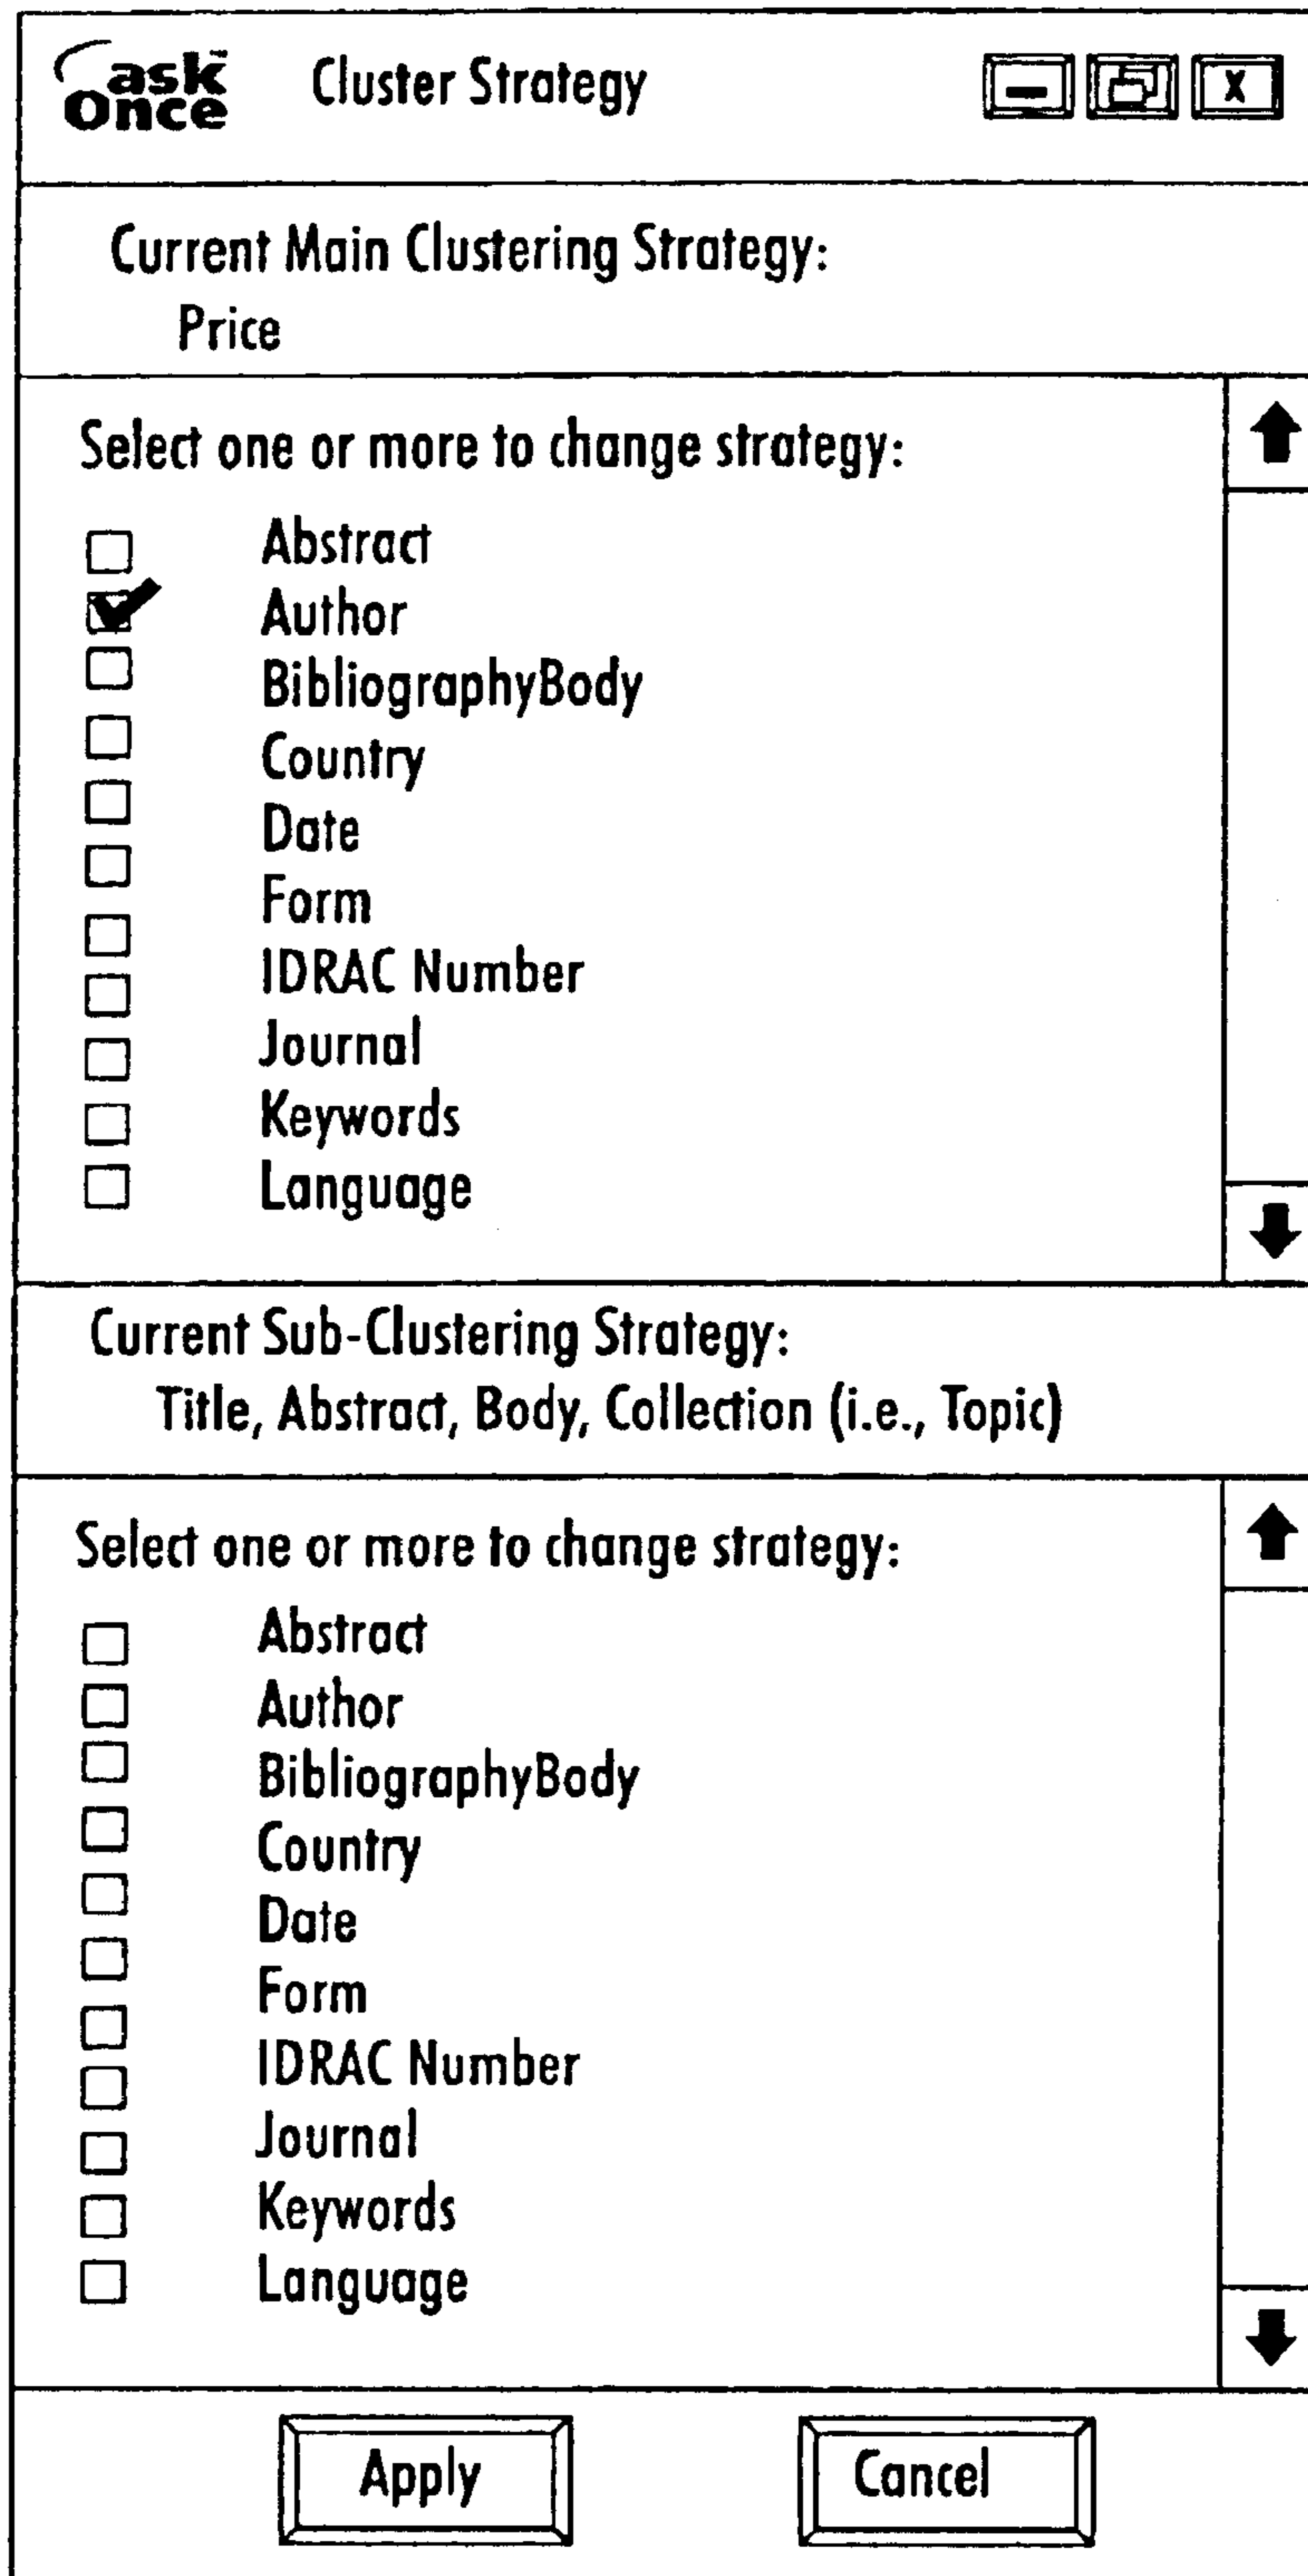 ask™
Once
Cluster Strategy
X
Current Main Clustering Strategy:
Price
Select one or more to change strategy:
Abstract
Author
BibliographyBody
Country
Date
Form
IDRAC Number
Journal
Keywords
Language
Current Sub-Clustering Strategy:
Title, Abstract, Body, Collection (i.e., Topic)
Select one or more to change strategy:
Abstract
Author
BibliographyBody
Country
Date
Form
IDRAC Number
Journal
Keywords
Language
Apply
Cancel